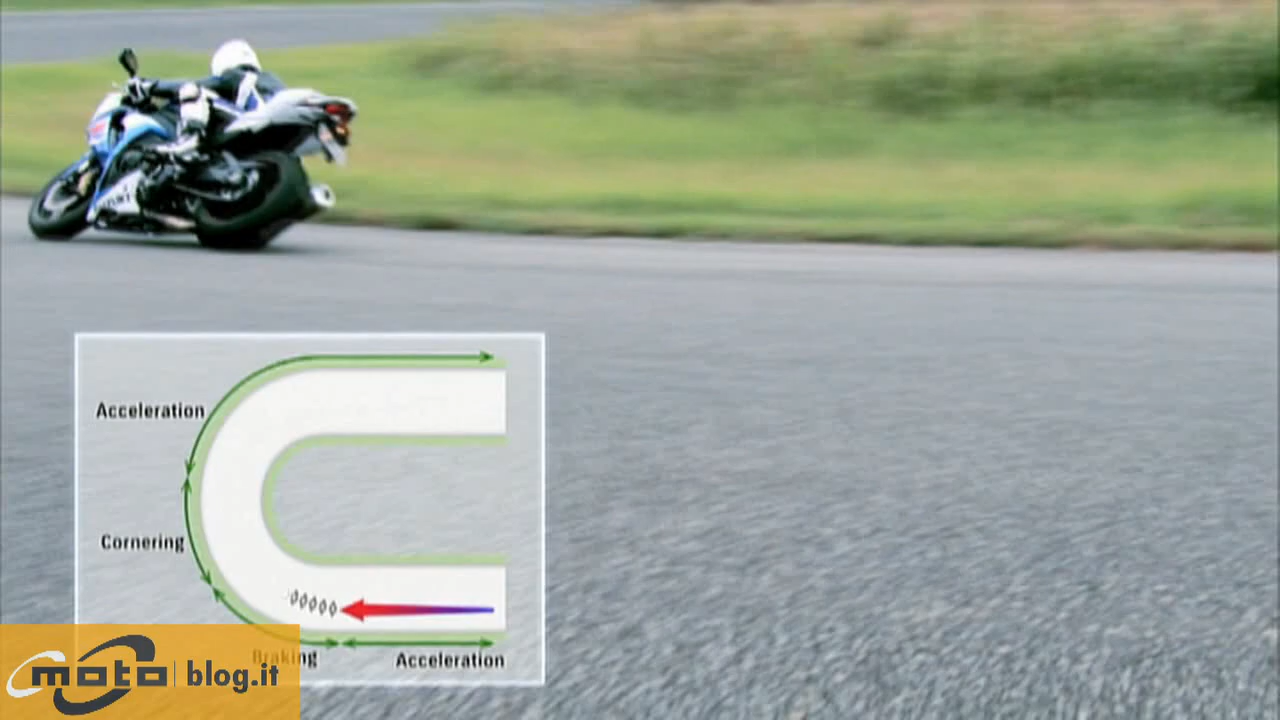 Acceleration
Cornering
Braking
Acceleration
moto blog.it